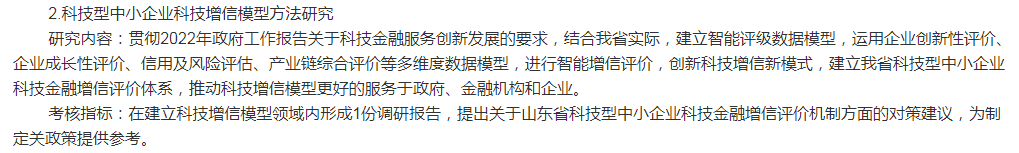 2.科技型中小企业科技增信模型方法研究
研究内容：贯彻2022年政府工作报告关于科技金融服务创新发展的要求，结合我省实际，建立智能评级数据模型，运用企业创新性评价、
企业成长性评价、信用及风险评估、产业链综合评价等多维度数据模型，进行智能增信评价，创新科技增信新模式，建立我省科技型中小企业
科技金融增信评价体系，推动科技增信模型更好的服务于政府、金融机构和企业。
考核指标：在建立科技增信模型领域内形成1份调研报告，提出关于山东省科技型中小企业科技金融增信评价机制方面的对策建议，为制
定关政策提供参考。